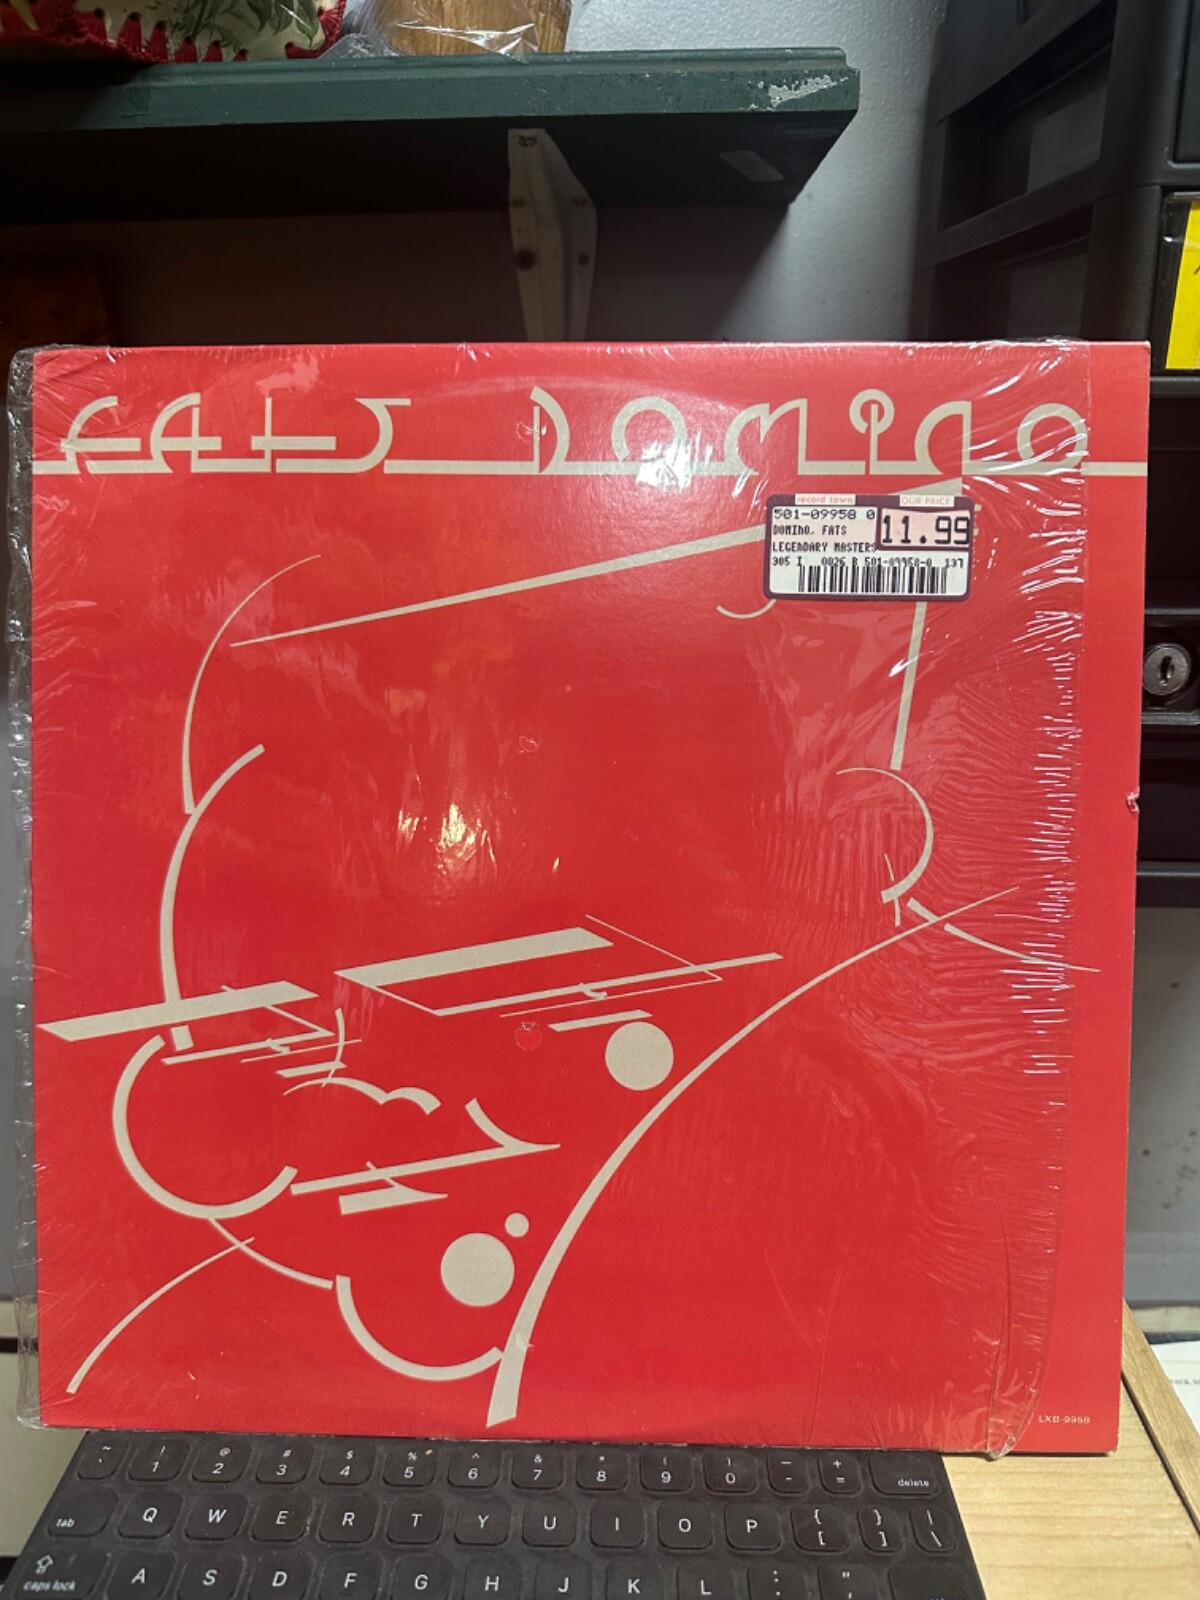 FATS DOMINO
record town OUR PRICE
501-09958 0 11.99
DOMINO, FATS
LEGENDARY MASTERS
305 I 0026 R 501-09958-0 137
LXB-9958
~ ! @ # $ % ^ & * ( ) _ +
` 1 2 3 4 5 6 7 8 9 0 - = delete
tab Q W E R T Y U I O P { [ } ] | \
caps lock A S D F G H J K L : ; " '